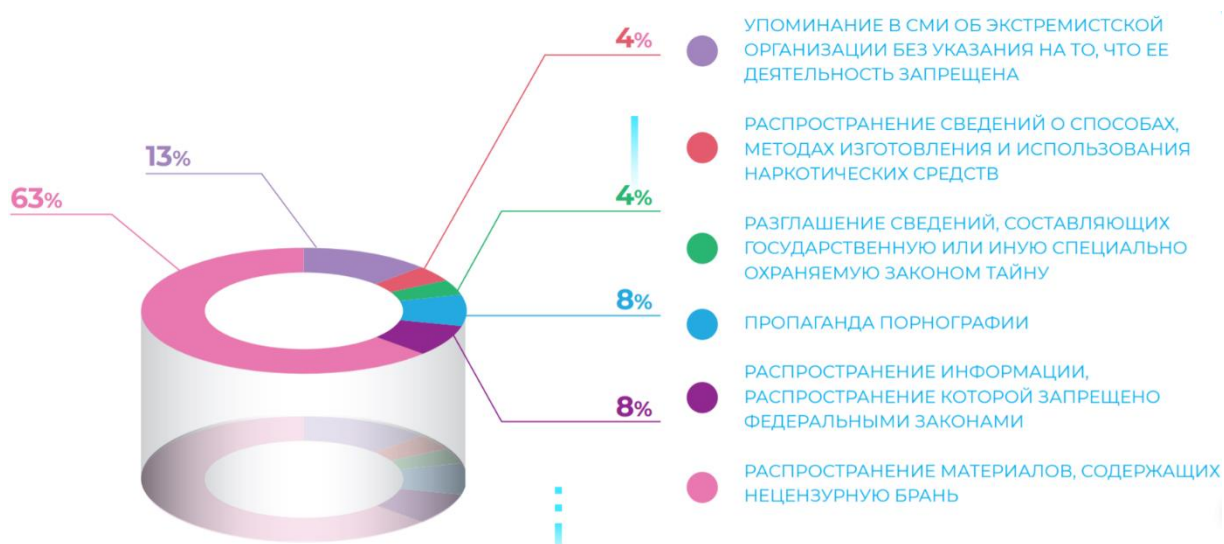 4%
УПОМИНАНИЕ В СМИ ОБ ЭКСТРЕМИСТСКОЙ
ОРГАНИЗАЦИИ БЕЗ УКАЗАНИЯ НА ТО, ЧТО ЕЕ
ДЕЯТЕЛЬНОСТЬ ЗАПРЕЩЕНА
РАСПРОСТРАНЕНИЕ СВЕДЕНИЙ О СПОСОБАХ,
МЕТОДАХ ИЗГОТОВЛЕНИЯ И ИСПОЛЬЗОВАНИЯ
НАРКОТИЧЕСКИХ СРЕДСТВ
13%
63%
4%
РАЗГЛАШЕНИЕ СВЕДЕНИЙ, СОСТАВЛЯЮЩИХ
ГОСУДАРСТВЕННУЮ ИЛИ ИНУЮ СПЕЦИАЛЬНО
ОХРАНЯЕМУЮ ЗАКОНОМ ТАЙНУ
8%
ПРОПАГАНДА ПОРНОГРАФИИ
8%
РАСПРОСТРАНЕНИЕ ИНФОРМАЦИИ,
РАСПРОСТРАНЕНИЕ КОТОРОЙ ЗАПРЕЩЕНО
ФЕДЕРАЛЬНЫМИ ЗАКОНАМИ
РАСПРОСТРАНЕНИЕ МАТЕРИАЛОВ, СОДЕРЖАЩИХ
НЕЦЕНЗУРНУЮ БРАНЬ